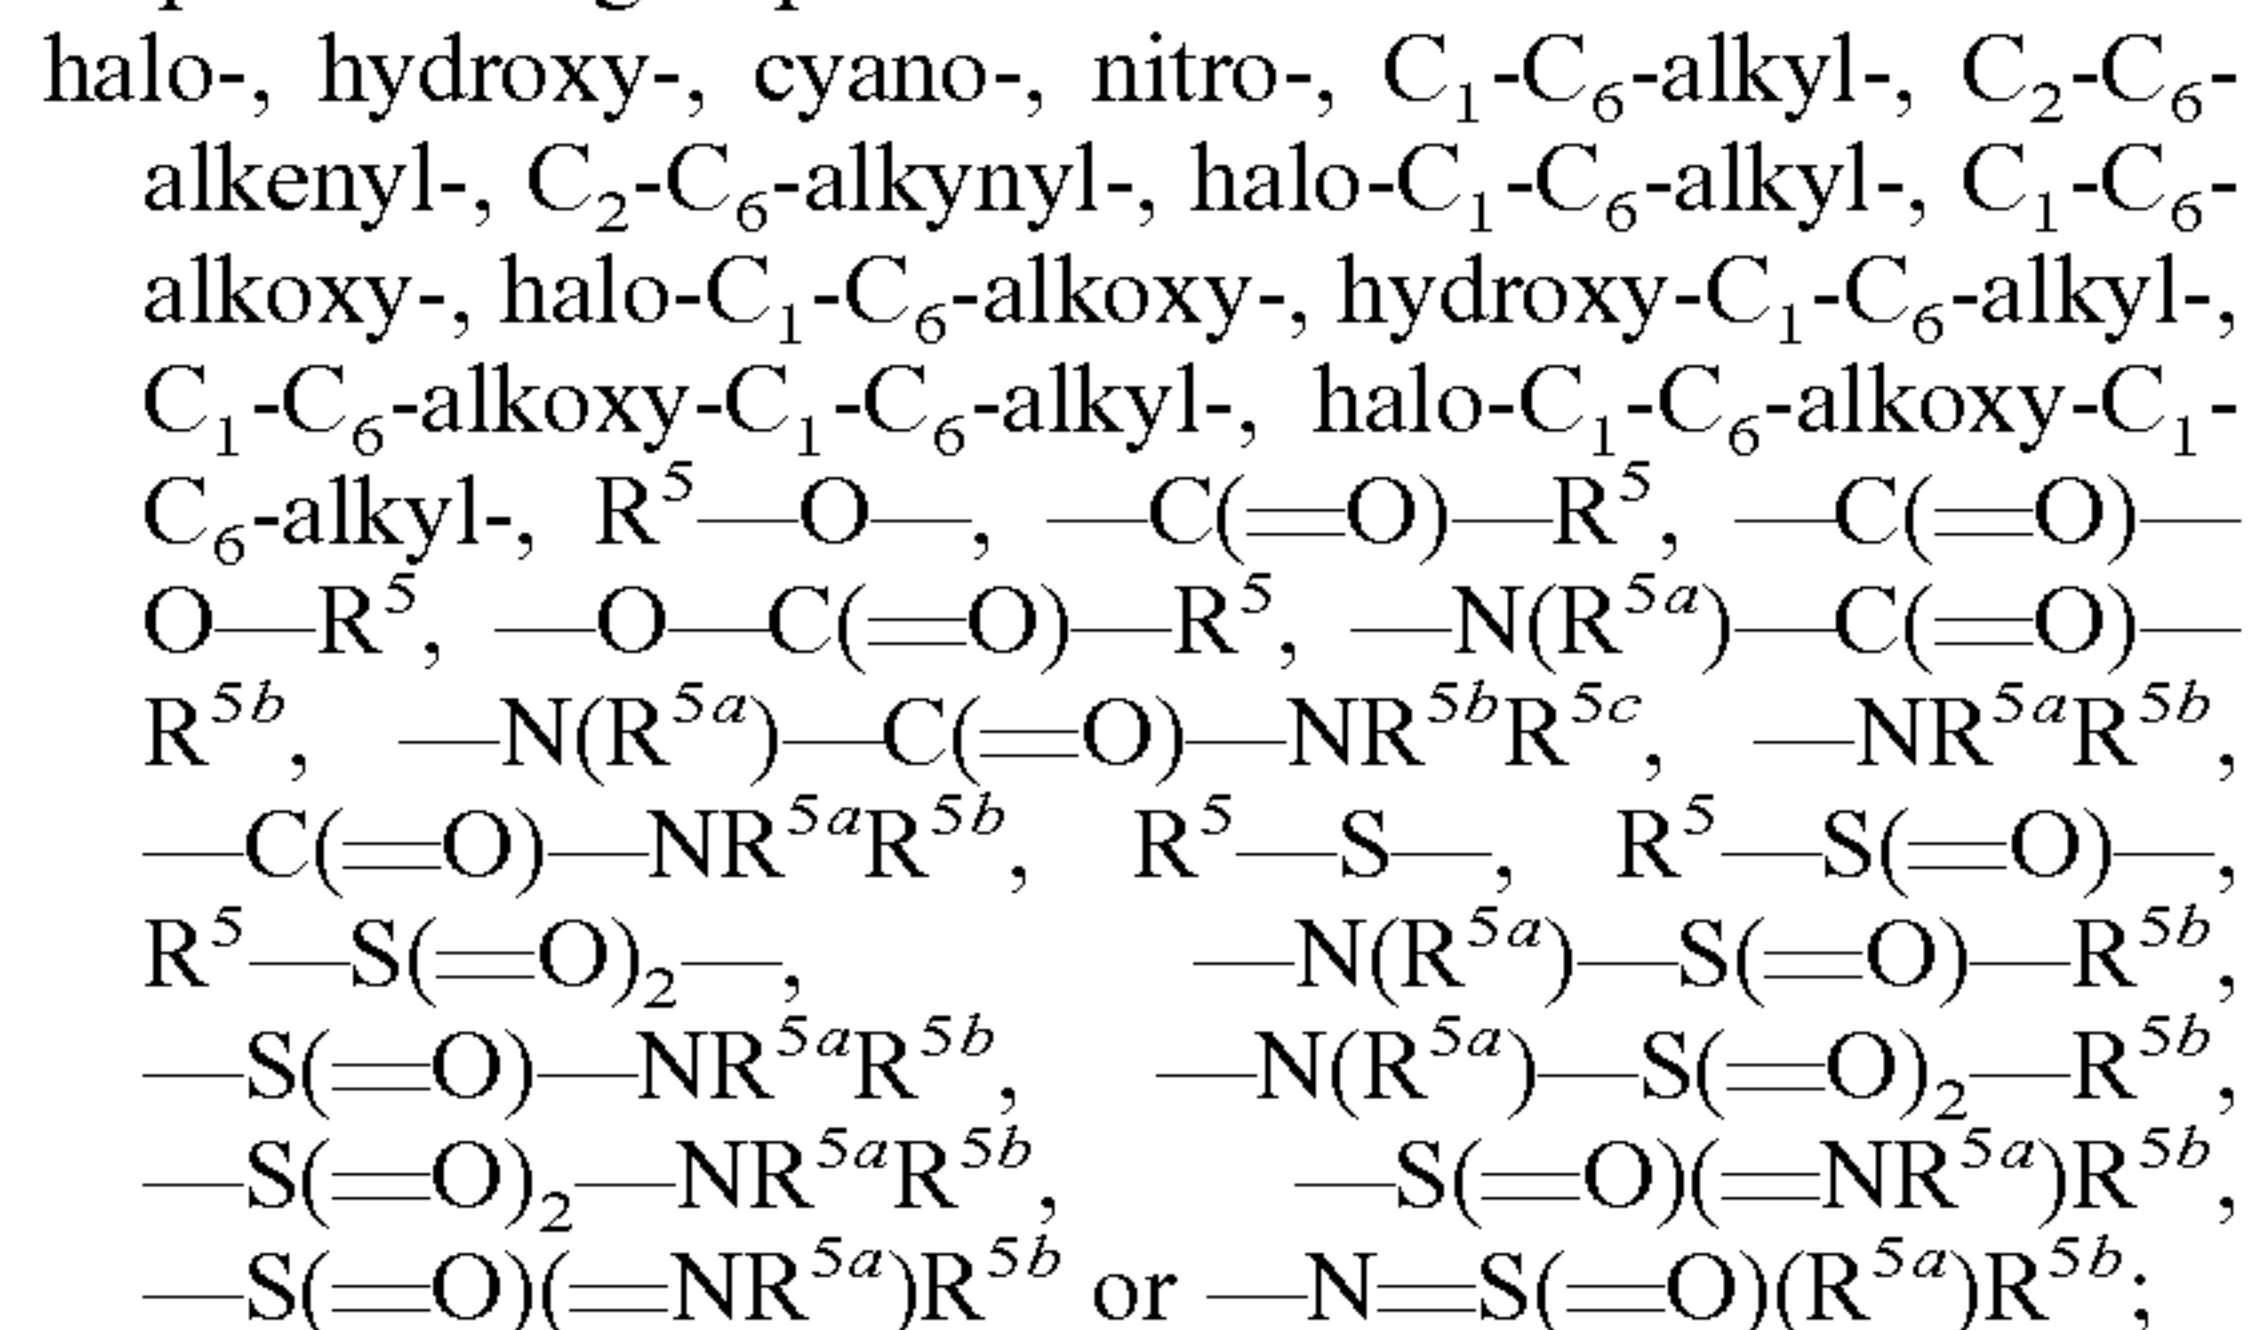 halo-, hydroxy-, cyano-, nitro-, C₁-C₆-alkyl-, C₂-C₆-
alkenyl-, C₂-C₆-alkynyl-, halo-C₁-C₆-alkyl-, C₁-C₆-
alkoxy-, halo-C₁-C₆-alkoxy-, hydroxy-C₁-C₆-alkyl-,
C₁-C₆-alkoxy-C₁-C₆-alkyl-, halo-C₁-C₆-alkoxy-C₁-
C₆-alkyl-, R⁵—O—, —C(═O)—R⁵, —C(═O)—
O—R⁵, —O—C(═O)—R⁵, —N(R⁵ᵃ)—C(═O)—
R⁵ᵇ, —N(R⁵ᵃ)—C(═O)—NR⁵ᵇR⁵ᶜ, —NR⁵ᵃR⁵ᵇ,
—C(═O)—NR⁵ᵃR⁵ᵇ, R⁵—S—, R⁵—S(═O)—,
R⁵—S(═O)₂—, —N(R⁵ᵃ)—S(═O)—R⁵ᵇ,
—S(═O)—NR⁵ᵃR⁵ᵇ, —N(R⁵ᵃ)—S(═O)₂—R⁵ᵇ,
—S(═O)₂—NR⁵ᵃR⁵ᵇ, —S(═O)(═NR⁵ᵃ)R⁵ᵇ,
—S(═O)(═NR⁵ᵃ)R⁵ᵇ or —N═S(═O)(R⁵ᵃ)R⁵ᵇ;